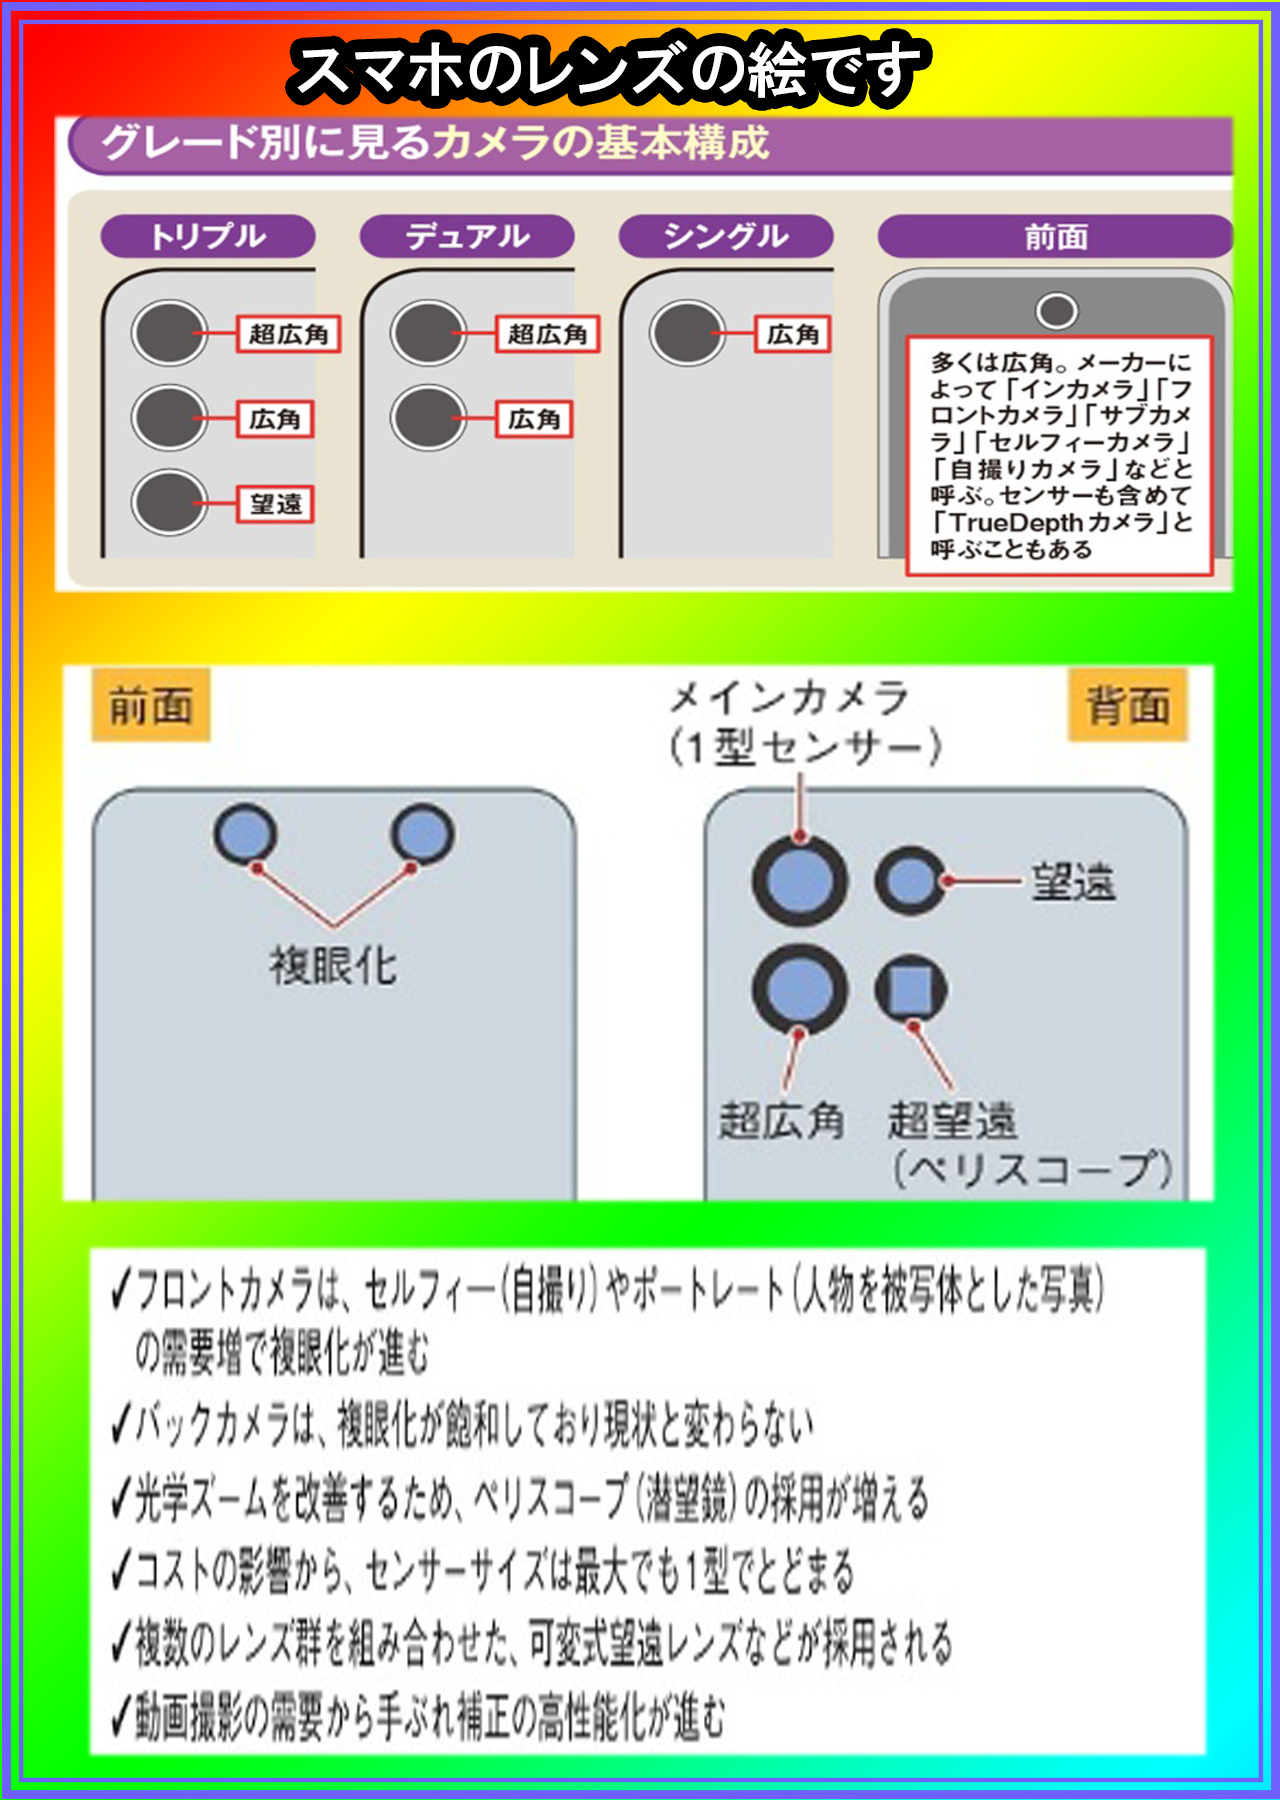 スマホのレンズの絵です
グレード別に見るカメラの基本構成
トリプル
超広角
広角
望遠
デュアル
超広角
広角
シングル
広角
前面
多くは広角。メーカーに
よって「インカメラ」「フ
ロントカメラ」「サブカメ
ラ」「セルフィーカメラ」
「自撮りカメラ」などと
呼ぶ。センサーも含めて
「TrueDepthカメラ」と
呼ぶこともある
前面
複眼化
背面
メインカメラ
(1型センサー)
望遠
超広角
超望遠
(ペリスコープ)
✓フロントカメラは、セルフィー(自撮り)やポートレート(人物を被写体とした写真)
の需要増で複眼化が進む
✓バックカメラは、複眼化が飽和しており現状と変わらない
✓光学ズームを改善するため、ペリスコープ(潜望鏡)の採用が増える
✓コストの影響から、センサーサイズは最大でも1型でとどまる
✓複数のレンズ群を組み合わせた、可変式望遠レンズなどが採用される
✓動画撮影の需要から手ぶれ補正の高性能化が進む